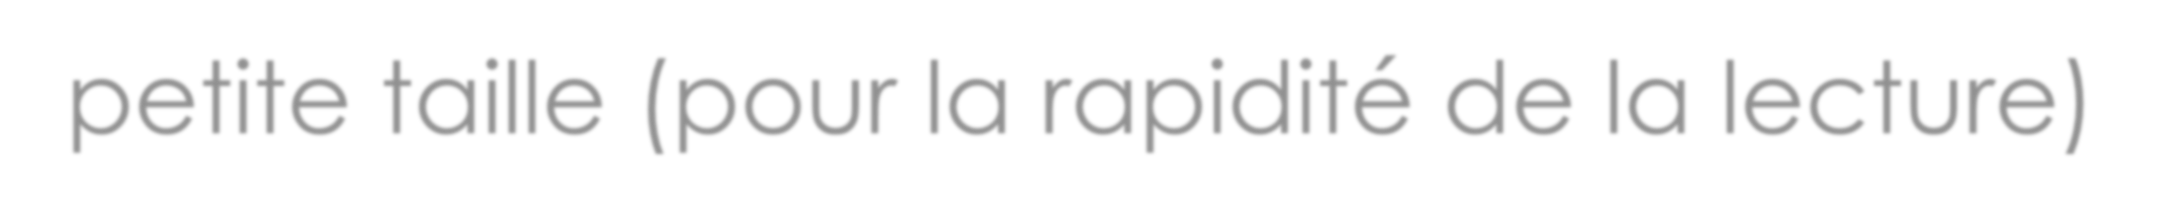 petite taille (pour la rapidité de la lecture)